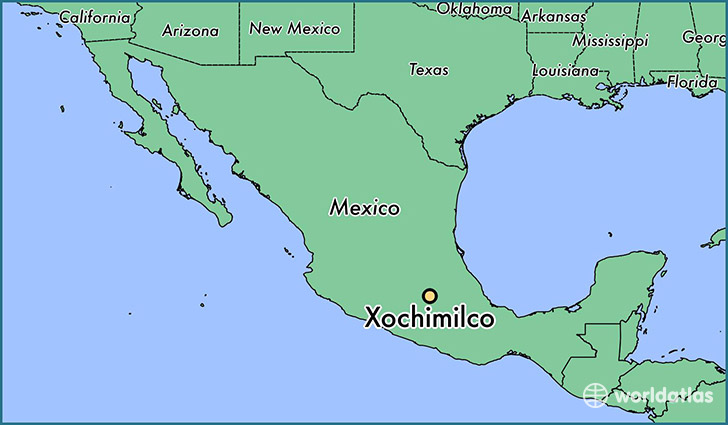 Oklahoma
California
Arkansas
Arizona
New Mexico
Mississippi
Georg
Texas
Louisiana
Florida
Mexico
Xochimilco
worldatlas